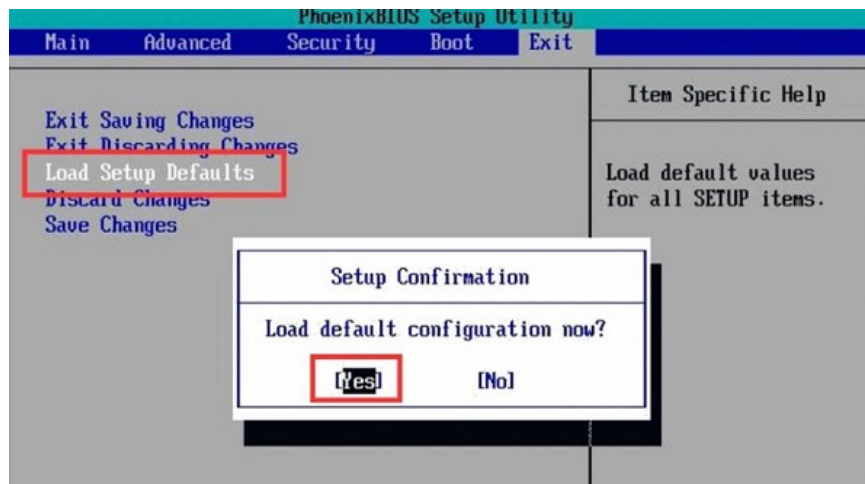 PhoenixBIOS Setup Utility
Main Advanced Security Boot Exit
Item Specific Help
Exit Saving Changes
Exit Discarding Changes
Load Setup Defaults
Discard Changes
Save Changes
Load default values
for all SETUP items.
Setup Confirmation
Load default configuration now?
[Yes] [No]